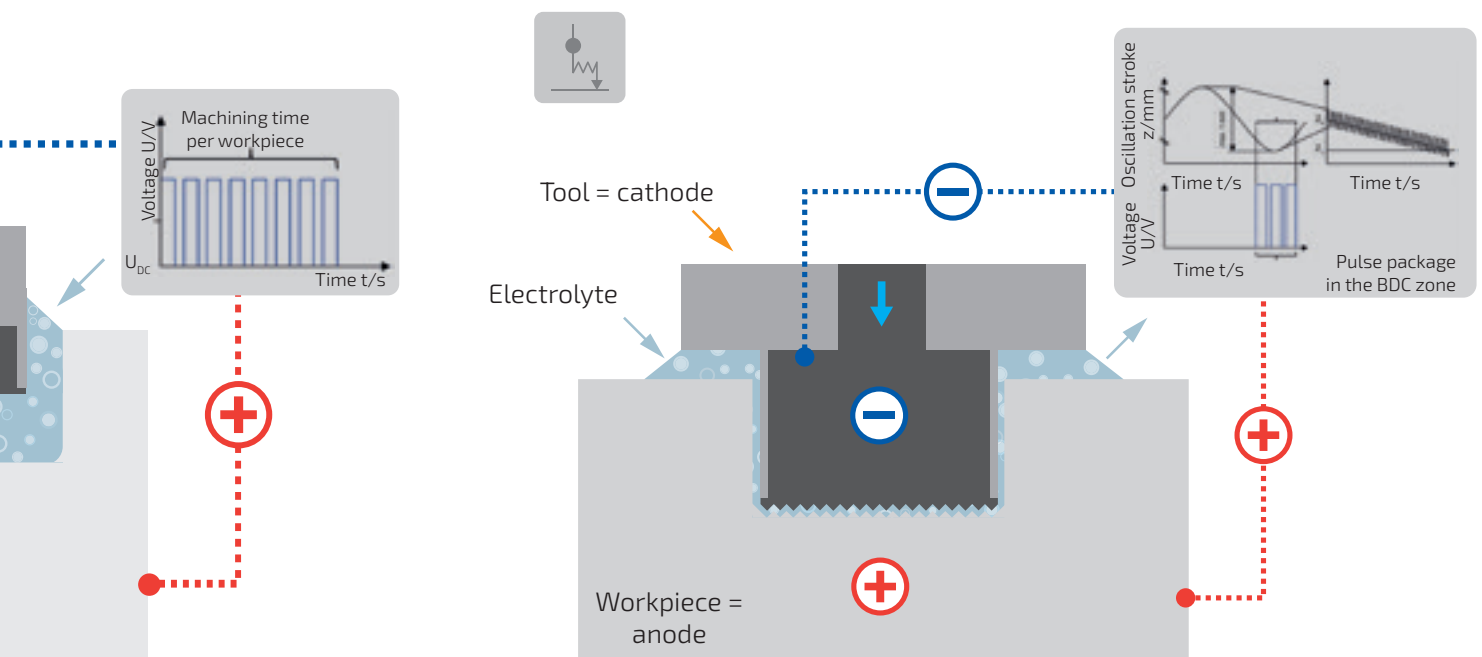 Machining time
per workpiece
Voltage U/V
U_DC
Time t/s
Tool = cathode
Electrolyte
Workpiece =
anode
Oscillation stroke
z/mm
Time t/s
Time t/s
Voltage
U/V
Time t/s
Pulse package
in the BDC zone